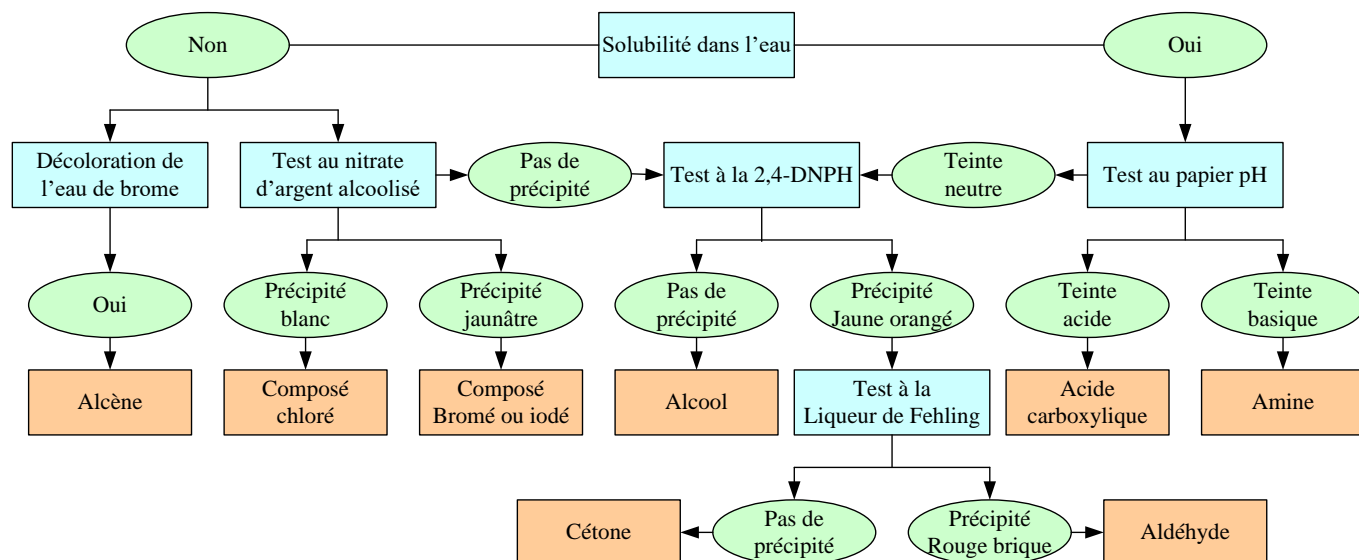 Non
Solubilité dans l'eau
Oui
Décoloration de
l'eau de brome
Test au nitrate
d'argent alcoolisé
Pas de
précipité
Test à la 2,4-DNPH
Teinte
neutre
Test au papier pH
Oui
Précipité
blanc
Précipité
jaunâtre
Pas de
précipité
Précipité
Jaune orangé
Teinte
acide
Teinte
basique
Alcène
Composé
chloré
Composé
Bromé ou iodé
Alcool
Test à la
Liqueur de Fehling
Acide
carboxylique
Amine
Cétone
Pas de
précipité
Précipité
Rouge brique
Aldéhyde